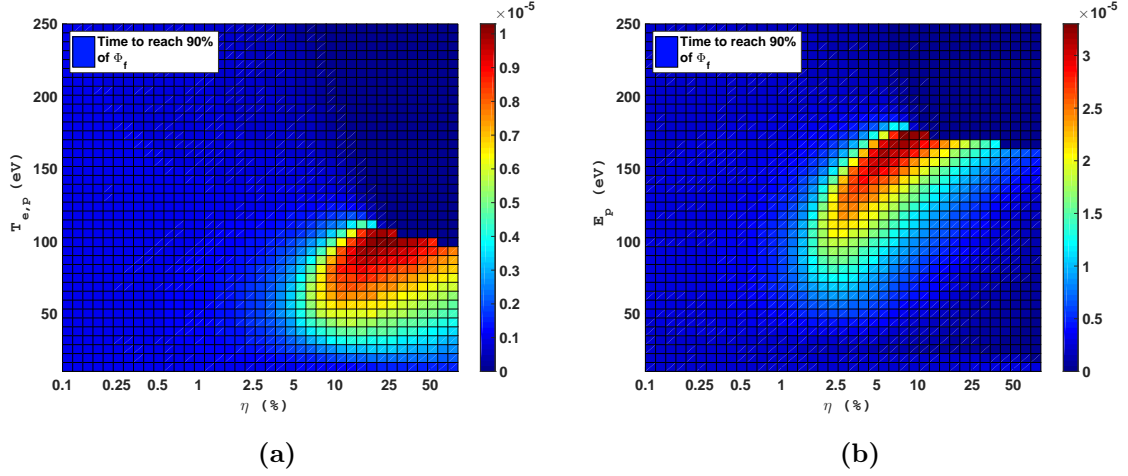 ×10⁻⁵
Time to reach 90%
of Φf
250
200
150
100
50
T e,p (eV)
0.1 0.25 0.5 1 2.5 5 10 25 50
η (%)
1
0.9
0.8
0.7
0.6
0.5
0.4
0.3
0.2
0.1
0
(a)
×10⁻⁵
Time to reach 90%
of Φf
250
200
150
100
50
E p (eV)
0.1 0.25 0.5 1 2.5 5 10 25 50
η (%)
3
2.5
2
1.5
1
0.5
0
(b)